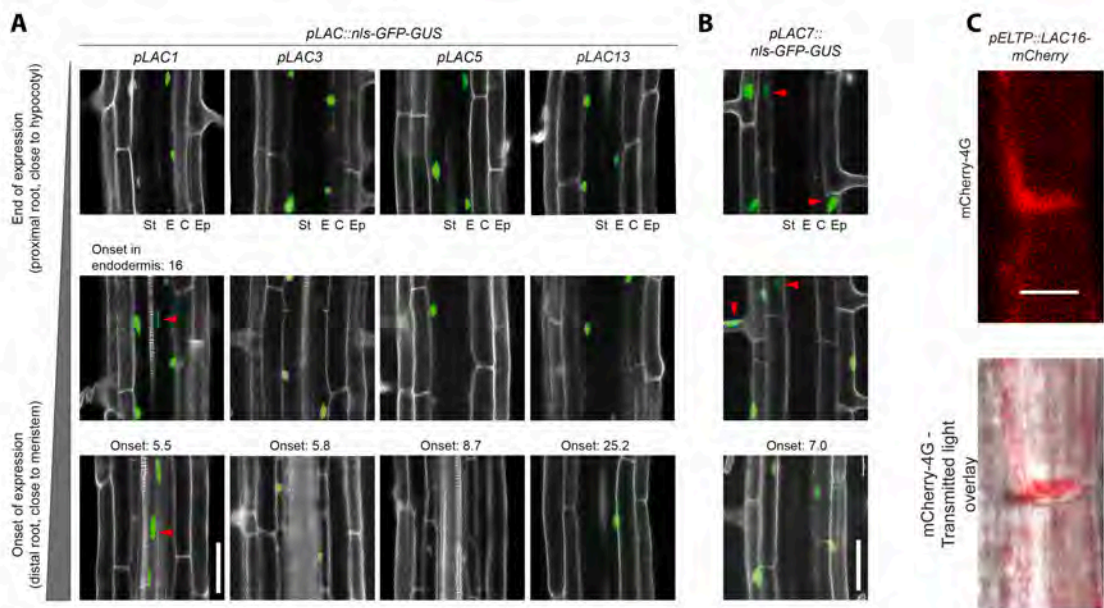 A
pLAC::nls-GFP-GUS
pLAC1
pLAC3
pLAC5
pLAC13
End of expression
(proximal root, close to hypocotyl)
St E C Ep
St E C Ep
St E C Ep
St E C Ep
Onset in
endodermis: 16
Onset of expression
(distal root, close to meristem)
Onset: 5.5
Onset: 5.8
Onset: 8.7
Onset: 25.2
B
pLAC7::
nls-GFP-GUS
St E C Ep
Onset: 7.0
C
pELTP::LAC16-
mCherry
mCherry-4G
mCherry-4G -
Transmitted light
overlay